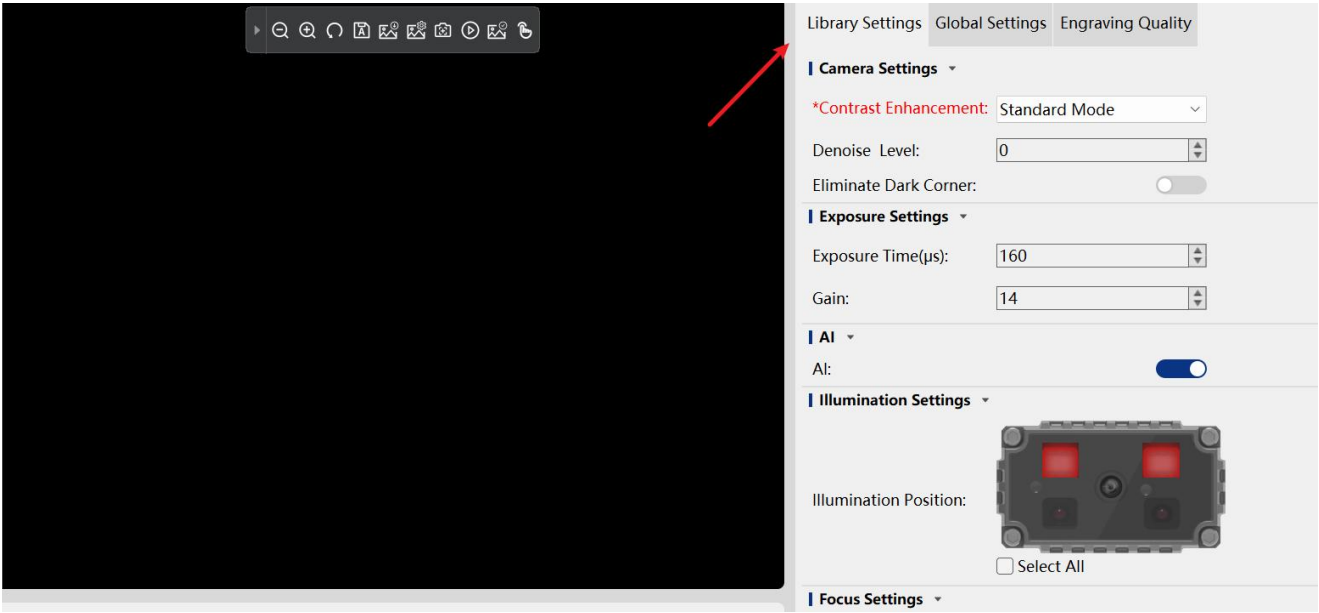 Library Settings Global Settings Engraving Quality
Camera Settings
*Contrast Enhancement: Standard Mode
Denoise Level: 0
Eliminate Dark Corner:
Exposure Settings
Exposure Time(μs): 160
Gain: 14
AI
AI:
Illumination Settings
Illumination Position:
Select All
Focus Settings